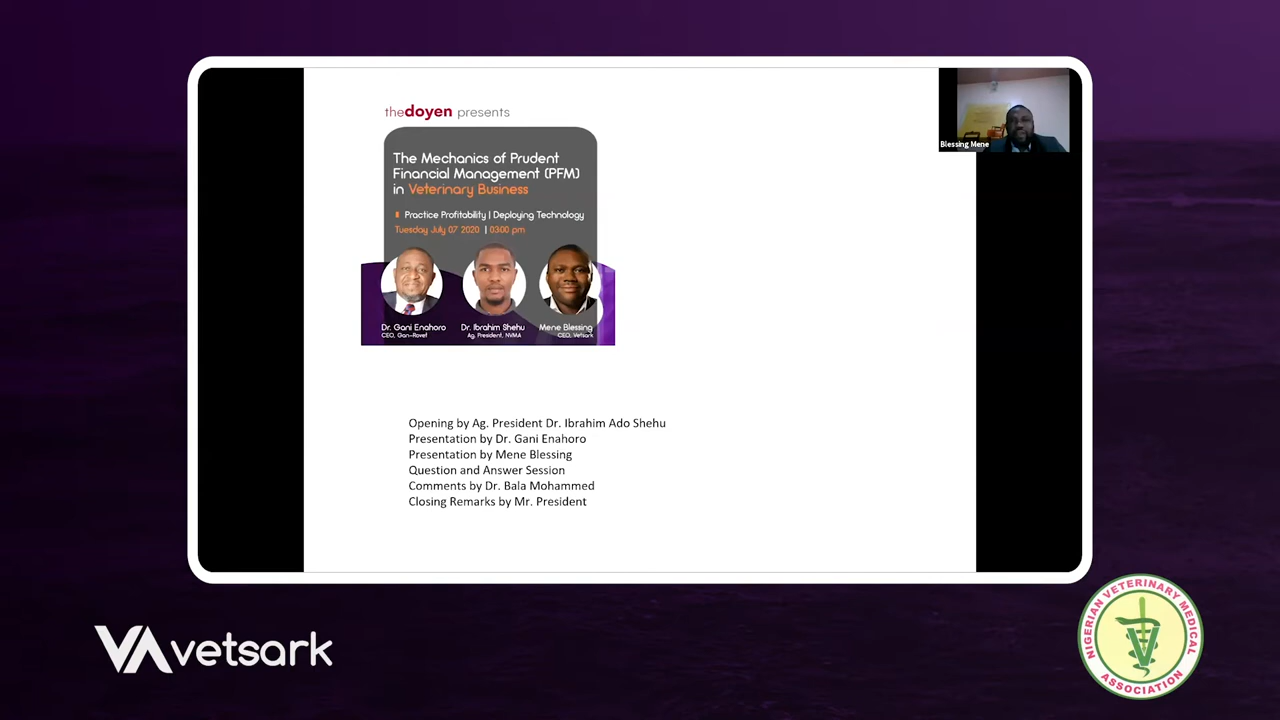 thedoyen presents
The Mechanics of Prudent
Financial Management (PFM)
in Veterinary Business
Practice Profitability | Deploying Technology
Tuesday July 07 2020 | 03:00 pm
Dr. Gani Enahoro
CEO, Gan-Rovet
Dr. Ibrahim Shehu
Ag. President, NVMA
Mene Blessing
CEO, Vetsark
Blessing Mene
Opening by Ag. President Dr. Ibrahim Ado Shehu
Presentation by Dr. Gani Enahoro
Presentation by Mene Blessing
Question and Answer Session
Comments by Dr. Bala Mohammed
Closing Remarks by Mr. President
VA vetsark
NIGERIAN VETERINARY MEDICAL
ASSOCIATION